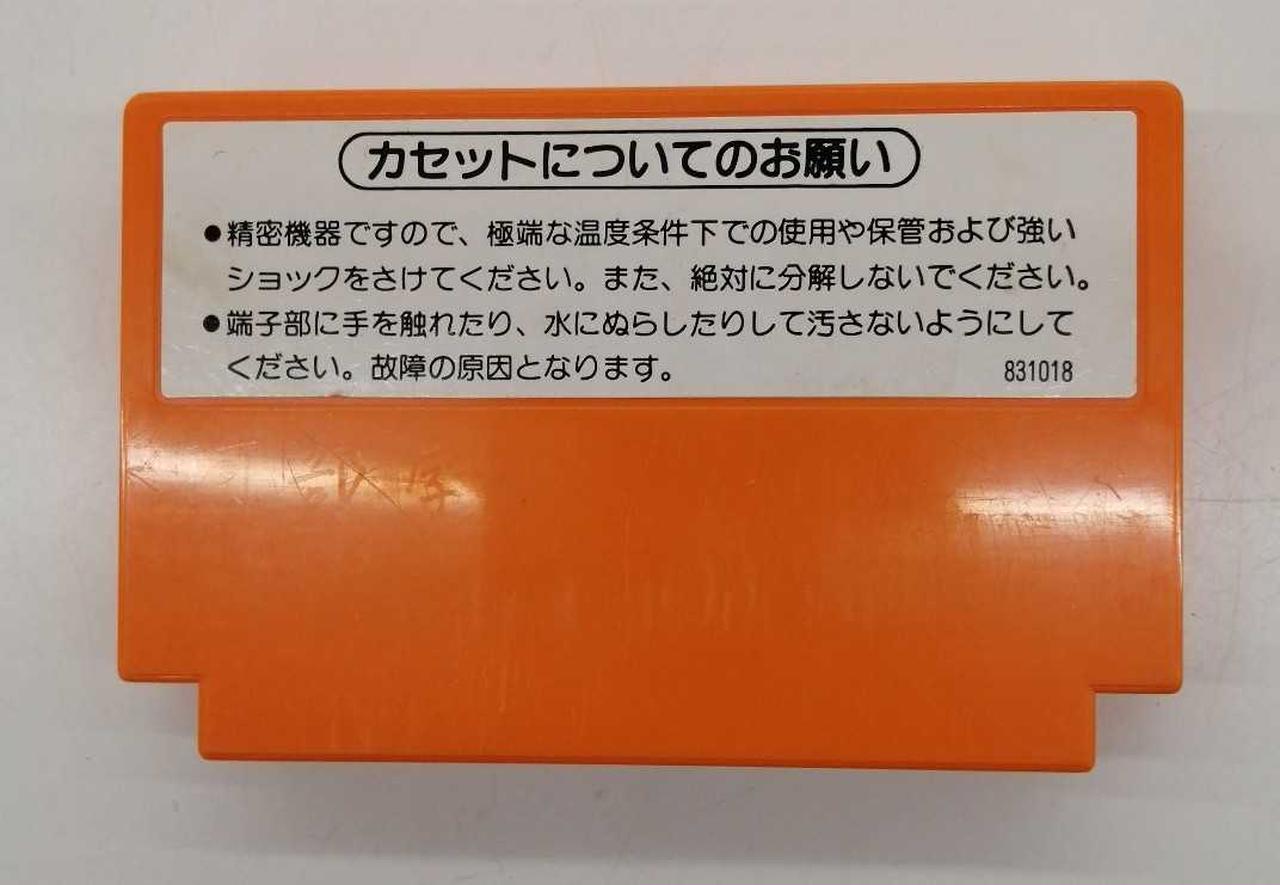 カセットについてのお願い
●精密機器ですので、極端な温度条件下での使用や保管および強い
ショックをさけてください。また、絶対に分解しないでください。
●端子部に手を触れたり、水にぬらしたりして汚さないようにして
ください。故障の原因となります。
831018